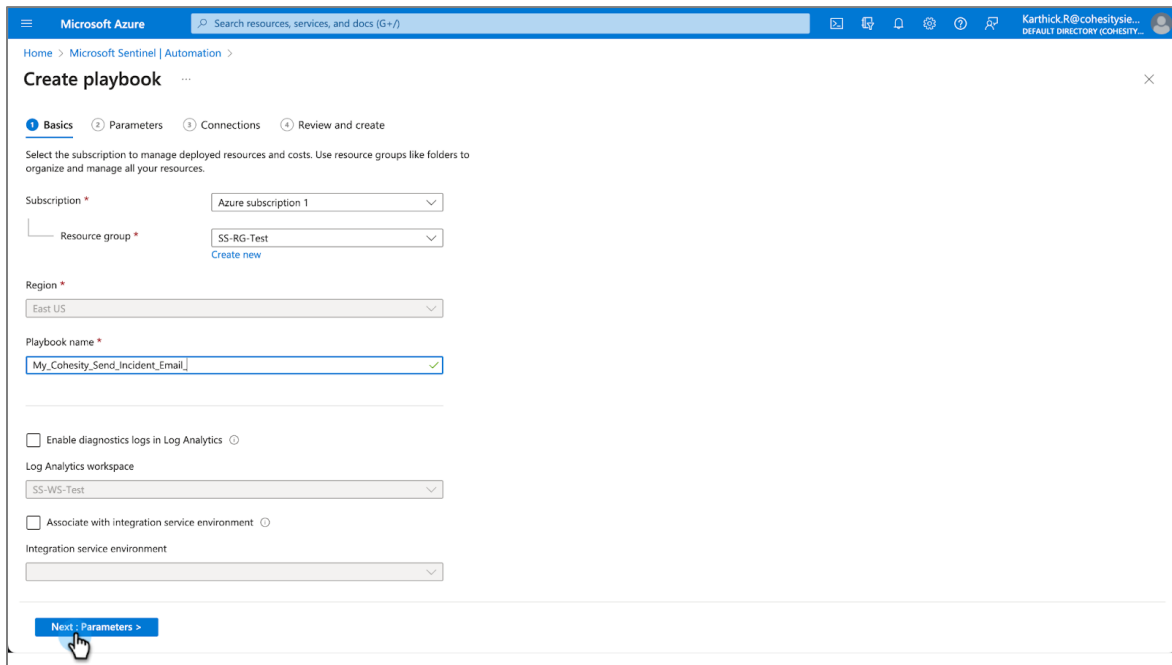 Microsoft Azure
Search resources, services, and docs (G+/)
Karthick.R@cohesitysie...
DEFAULT DIRECTORY (COHESITY...
Home > Microsoft Sentinel | Automation >
Create playbook ...
1 Basics 2 Parameters 3 Connections 4 Review and create
Select the subscription to manage deployed resources and costs. Use resource groups like folders to
organize and manage all your resources.
Subscription * Azure subscription 1
Resource group * SS-RG-Test
Create new
Region *
East US
Playbook name *
My_Cohesity_Send_Incident_Email_
Enable diagnostics logs in Log Analytics
Log Analytics workspace
SS-WS-Test
Associate with integration service environment
Integration service environment
Next : Parameters >